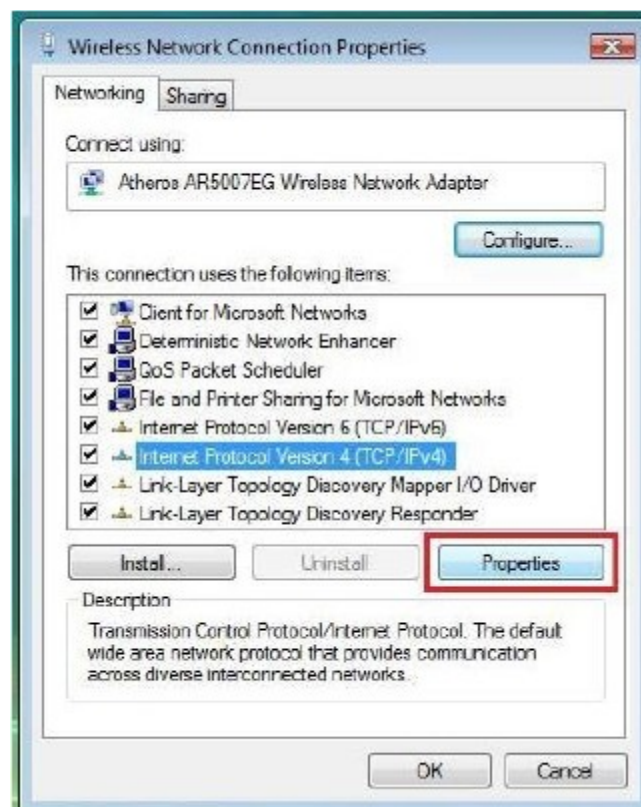 Wireless Network Connection Properties
Networking
Sharing
Connect using:
Atheros AR5007EG Wireless Network Adapter
Configure...
This connection uses the following items:
Client for Microsoft Networks
Deterministic Network Enhancer
QoS Packet Scheduler
File and Printer Sharing for Microsoft Networks
Internet Protocol Version 6 (TCP/IPv6)
Internet Protocol Version 4 (TCP/IPv4)
Link-Layer Topology Discovery Mapper I/O Driver
Link-Layer Topology Discovery Responder
Install...
Uninstall
Properties
Description
Transmission Control Protocol/Internet Protocol. The default
wide area network protocol that provides communication
across diverse interconnected networks.
OK
Cancel